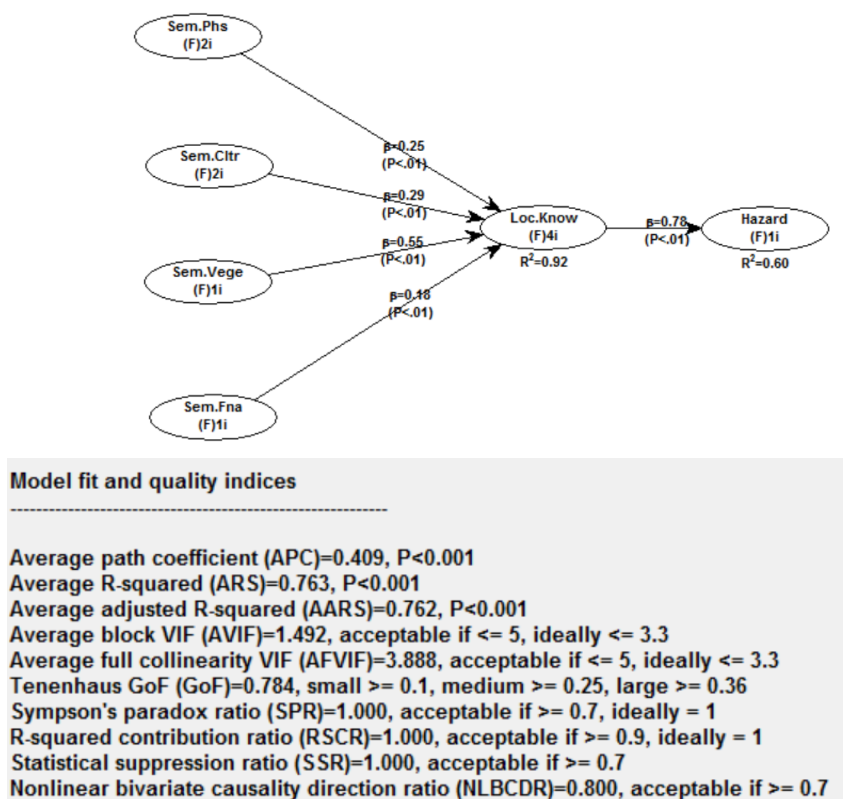 Sem.Phs
(F)2i
β=0.25
(P<.01)
Sem.Cltr
(F)2i
β=0.29
(P<.01)
Loc.Know
(F)4i
R²=0.92
β=0.78
(P<.01)
Hazard
(F)1i
R²=0.60
β=0.55
(P<.01)
Sem.Vege
(F)1i
β=0.18
(P<.01)
Sem.Fna
(F)1i
Model fit and quality indices
------------------------------------------------------------
Average path coefficient (APC)=0.409, P<0.001
Average R-squared (ARS)=0.763, P<0.001
Average adjusted R-squared (AARS)=0.762, P<0.001
Average block VIF (AVIF)=1.492, acceptable if <= 5, ideally <= 3.3
Average full collinearity VIF (AFVIF)=3.888, acceptable if <= 5, ideally <= 3.3
Tenenhaus GoF (GoF)=0.784, small >= 0.1, medium >= 0.25, large >= 0.36
Sympson's paradox ratio (SPR)=1.000, acceptable if >= 0.7, ideally = 1
R-squared contribution ratio (RSCR)=1.000, acceptable if >= 0.9, ideally = 1
Statistical suppression ratio (SSR)=1.000, acceptable if >= 0.7
Nonlinear bivariate causality direction ratio (NLBCDR)=0.800, acceptable if >= 0.7